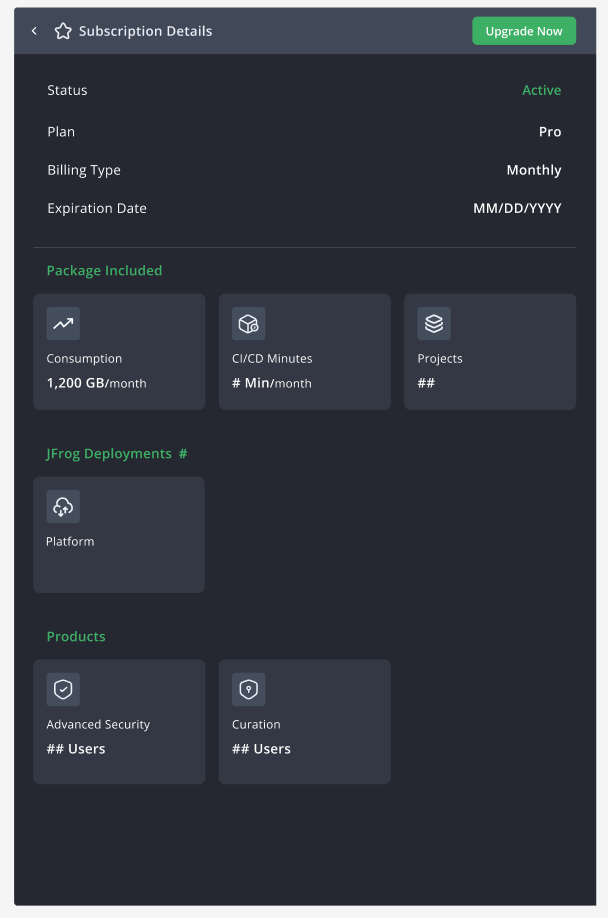 Subscription Details
Upgrade Now
Status Active
Plan Pro
Billing Type Monthly
Expiration Date MM/DD/YYYY
Package Included
Consumption
1,200 GB/month
CI/CD Minutes
# Min/month
Projects
##
JFrog Deployments #
Platform
Products
Advanced Security
## Users
Curation
## Users